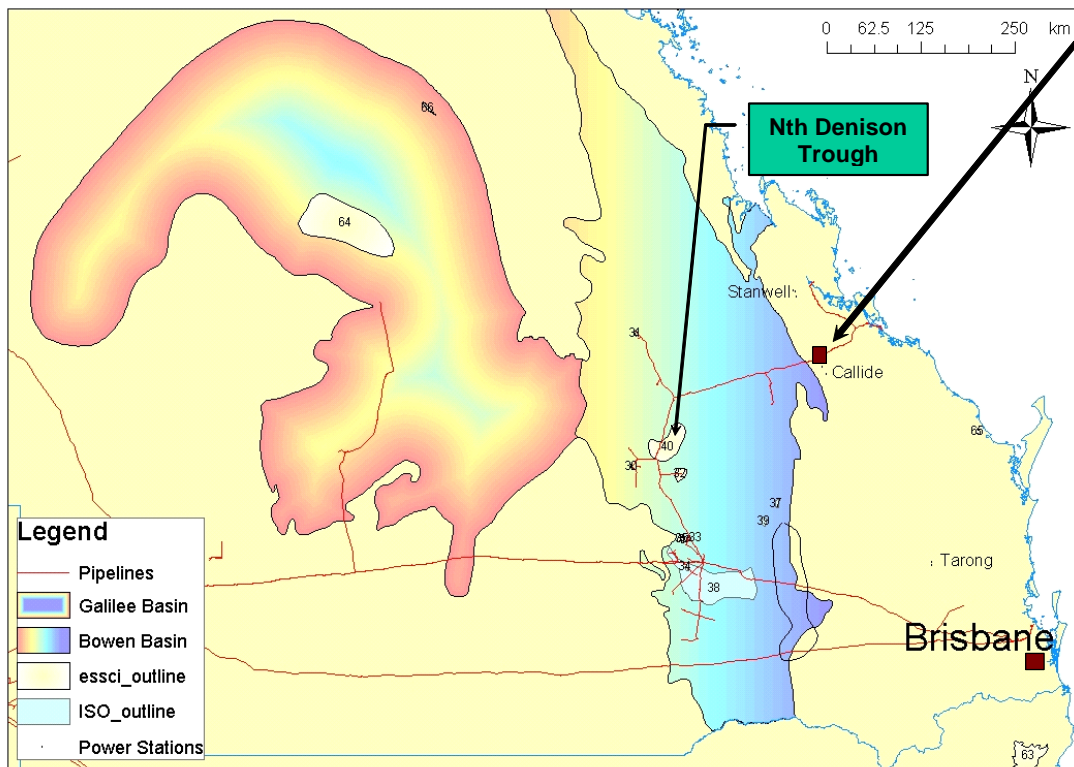 0 62.5 125 250 km
N
66
Nth Denison
Trough
64
Stanwell
31
Callide
65
40
32
37
39
33
34
38
Tarong
Brisbane
63
Legend
Pipelines
Galilee Basin
Bowen Basin
essci_outline
ISO_outline
Power Stations